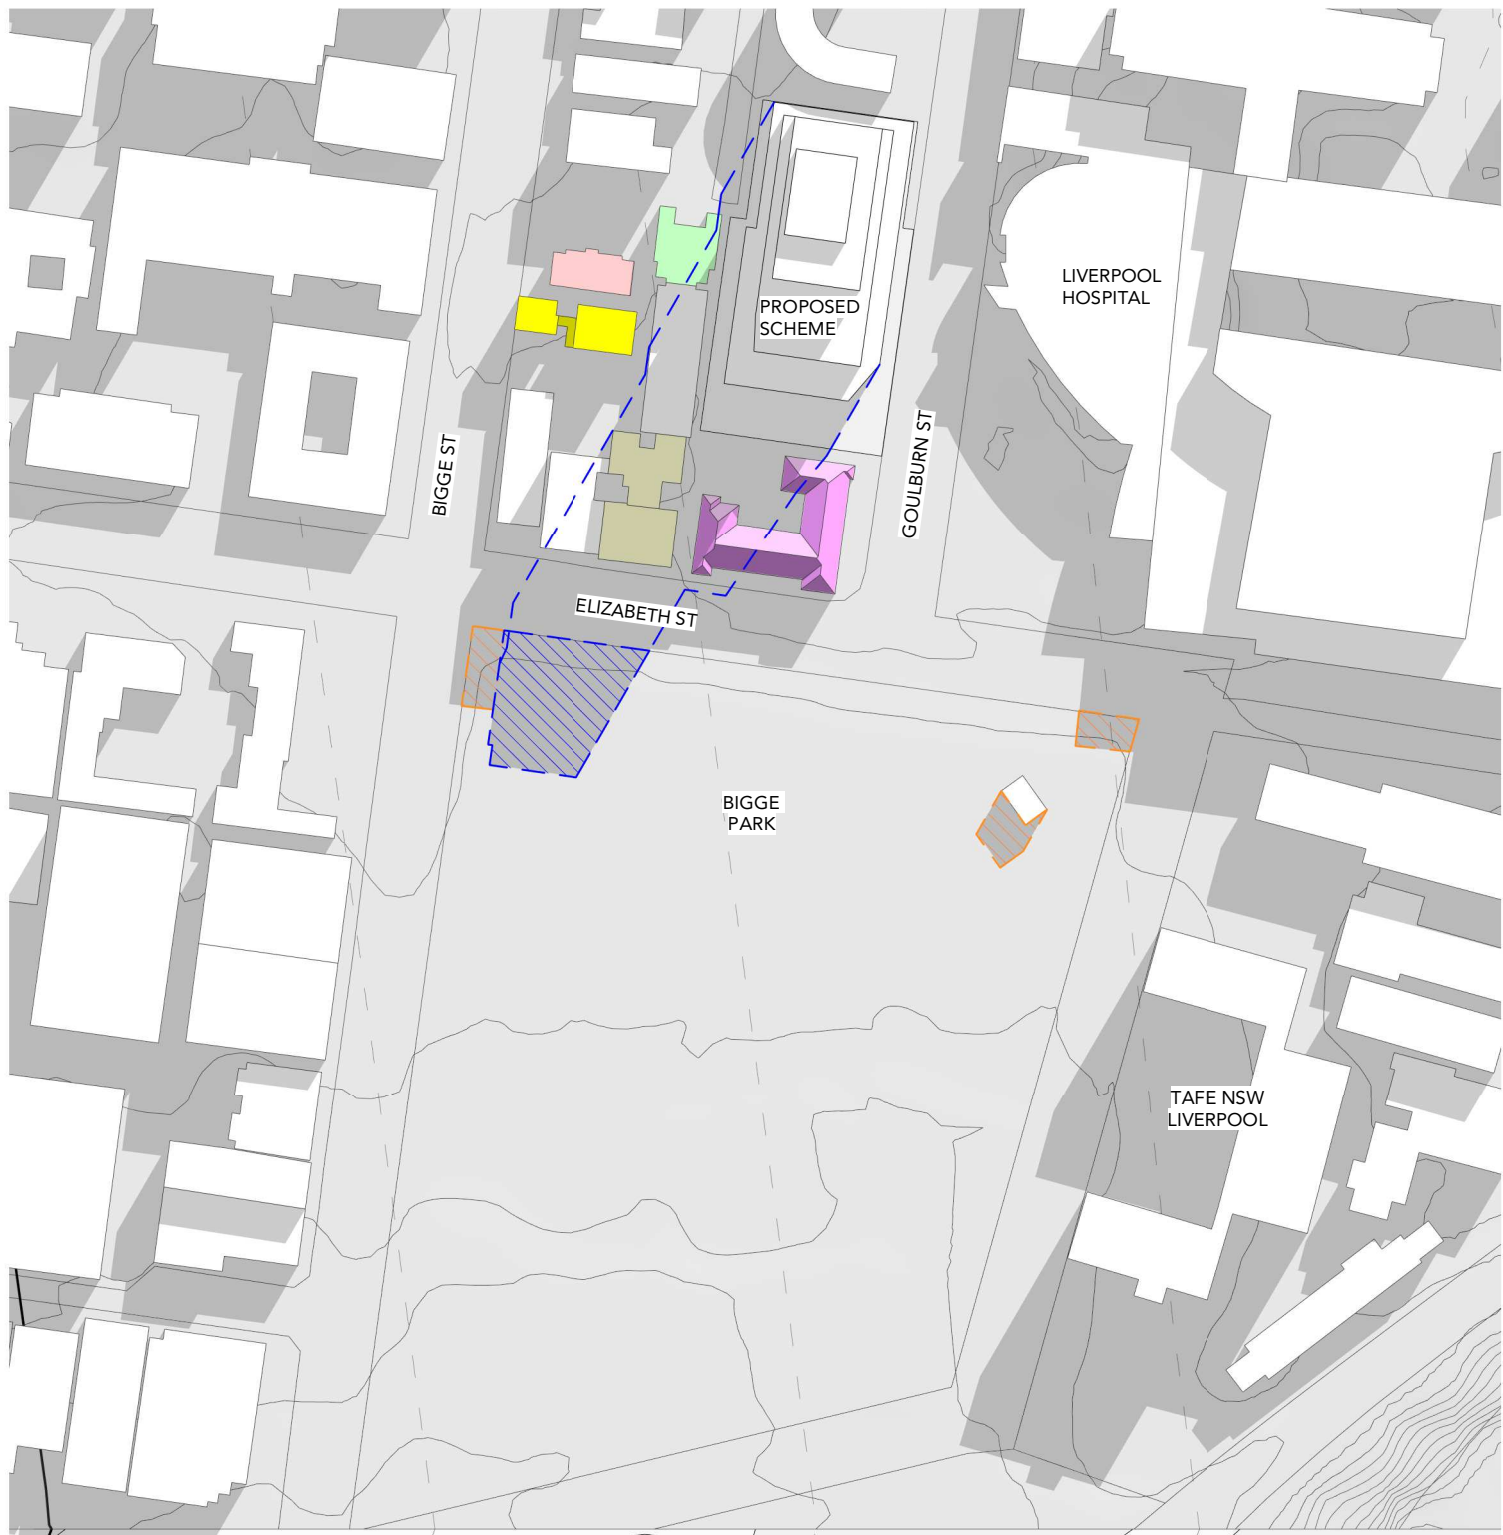 LIVERPOOL
HOSPITAL
PROPOSED
SCHEME
BIGGE ST
GOULBURN ST
ELIZABETH ST
BIGGE
PARK
TAFE NSW
LIVERPOOL